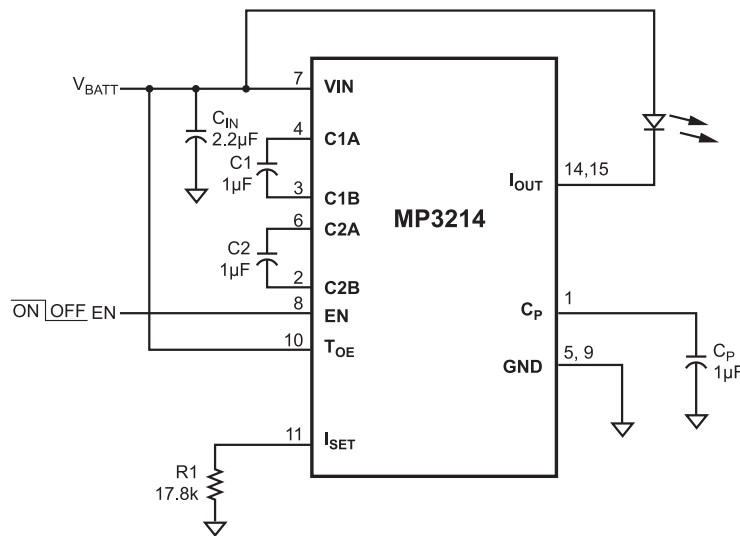 V_BATT
C_IN
2.2µF
7
VIN
4
C1A
C1
1µF
3
C1B
6
C2A
C2
1µF
2
C2B
ON OFF EN
8
EN
10
T_OE
11
I_SET
R1
17.8k
MP3214
14,15
I_OUT
1
C_P
5, 9
GND
C_P
1µF